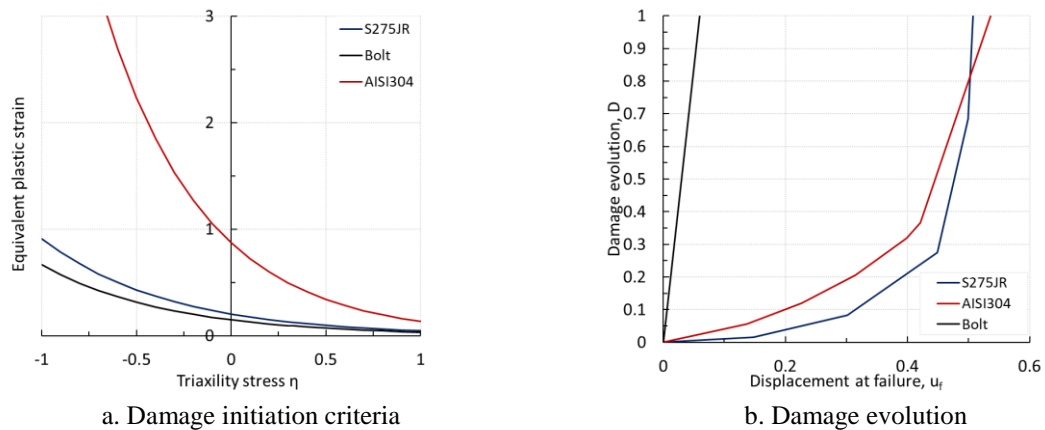 3
2
1
0
-1
-0.5
0
0.5
1
Equivalent plastic strain
Triaxility stress η
S275JR
Bolt
AISI304
a. Damage initiation criteria
1
0.9
0.8
0.7
0.6
0.5
0.4
0.3
0.2
0.1
0
0
0.2
0.4
0.6
Damage evolution, D
Displacement at failure, uf
S275JR
AISI304
Bolt
b. Damage evolution